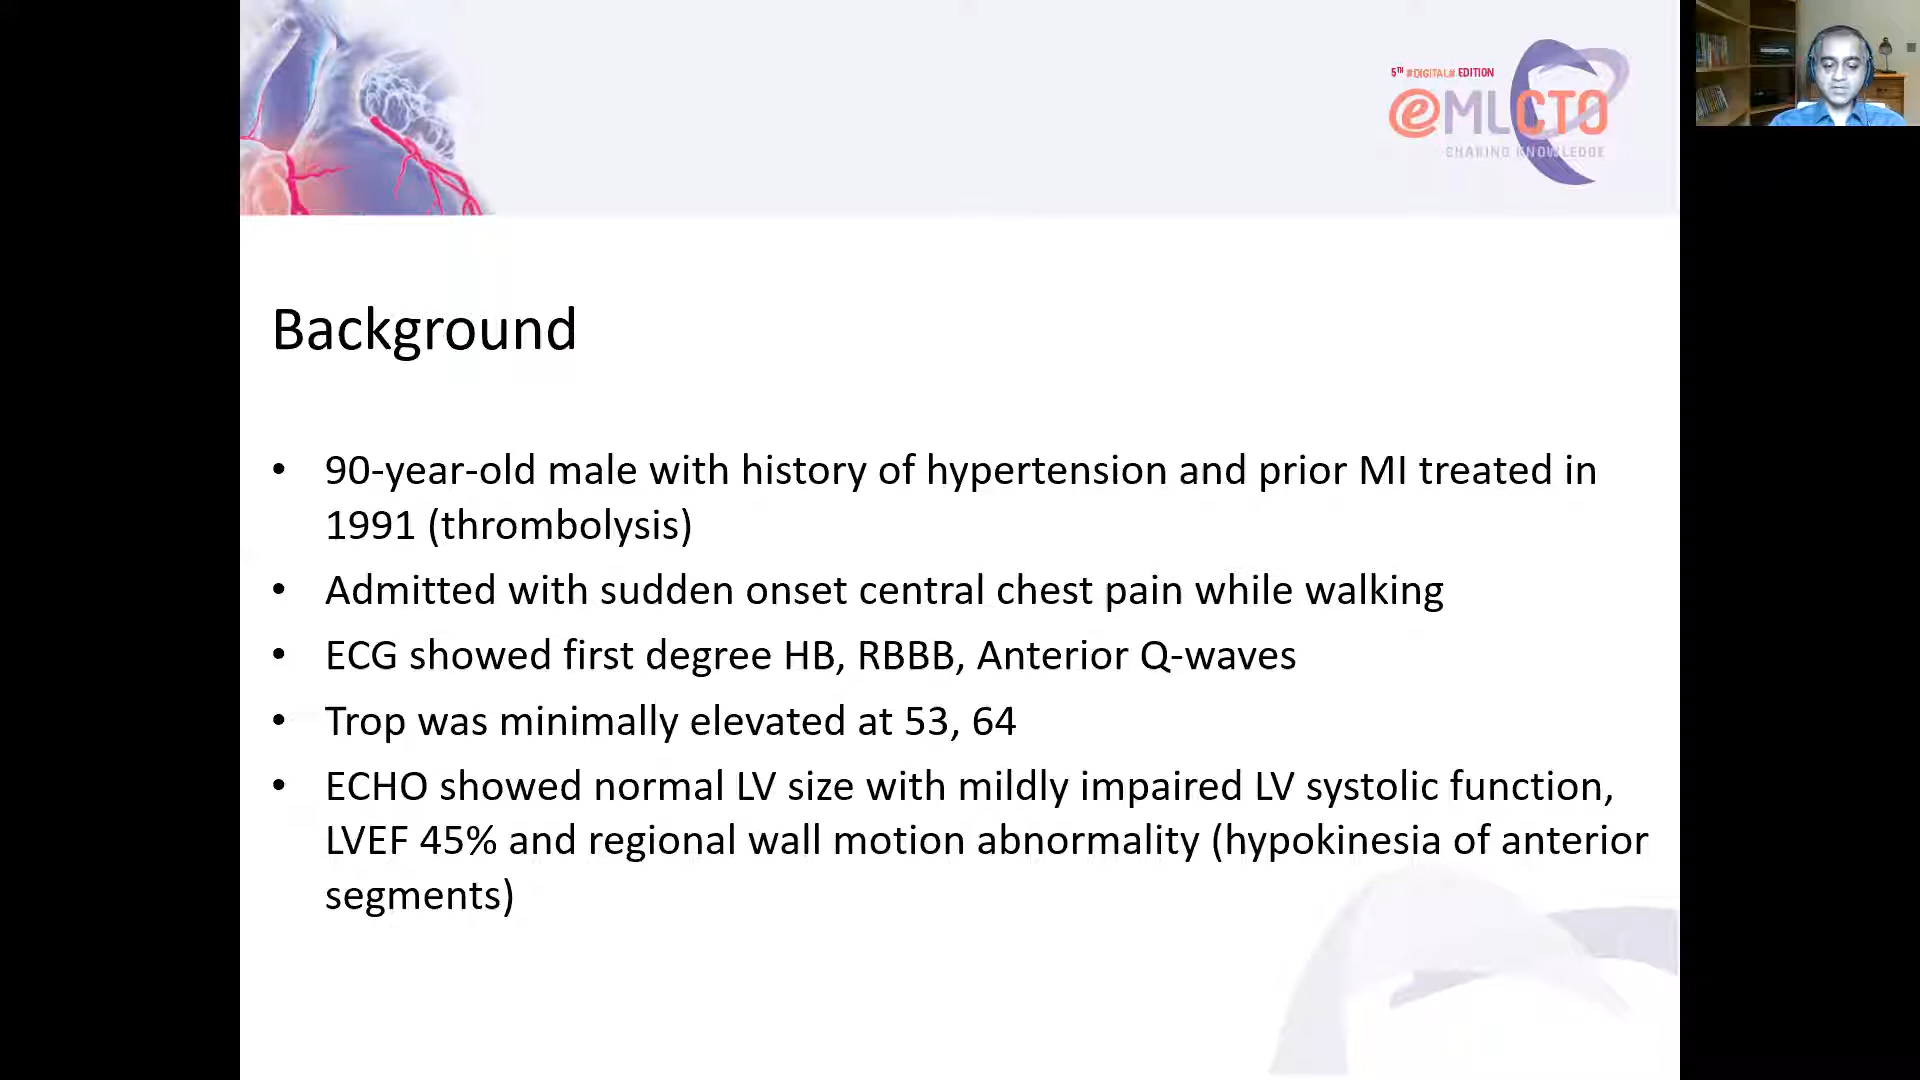 5TH #DIGITAL# EDITION
@MLCTO
SHARING KNOWLEDGE
Background
• 90-year-old male with history of hypertension and prior MI treated in
1991 (thrombolysis)
• Admitted with sudden onset central chest pain while walking
• ECG showed first degree HB, RBBB, Anterior Q-waves
• Trop was minimally elevated at 53, 64
• ECHO showed normal LV size with mildly impaired LV systolic function,
LVEF 45% and regional wall motion abnormality (hypokinesia of anterior
segments)